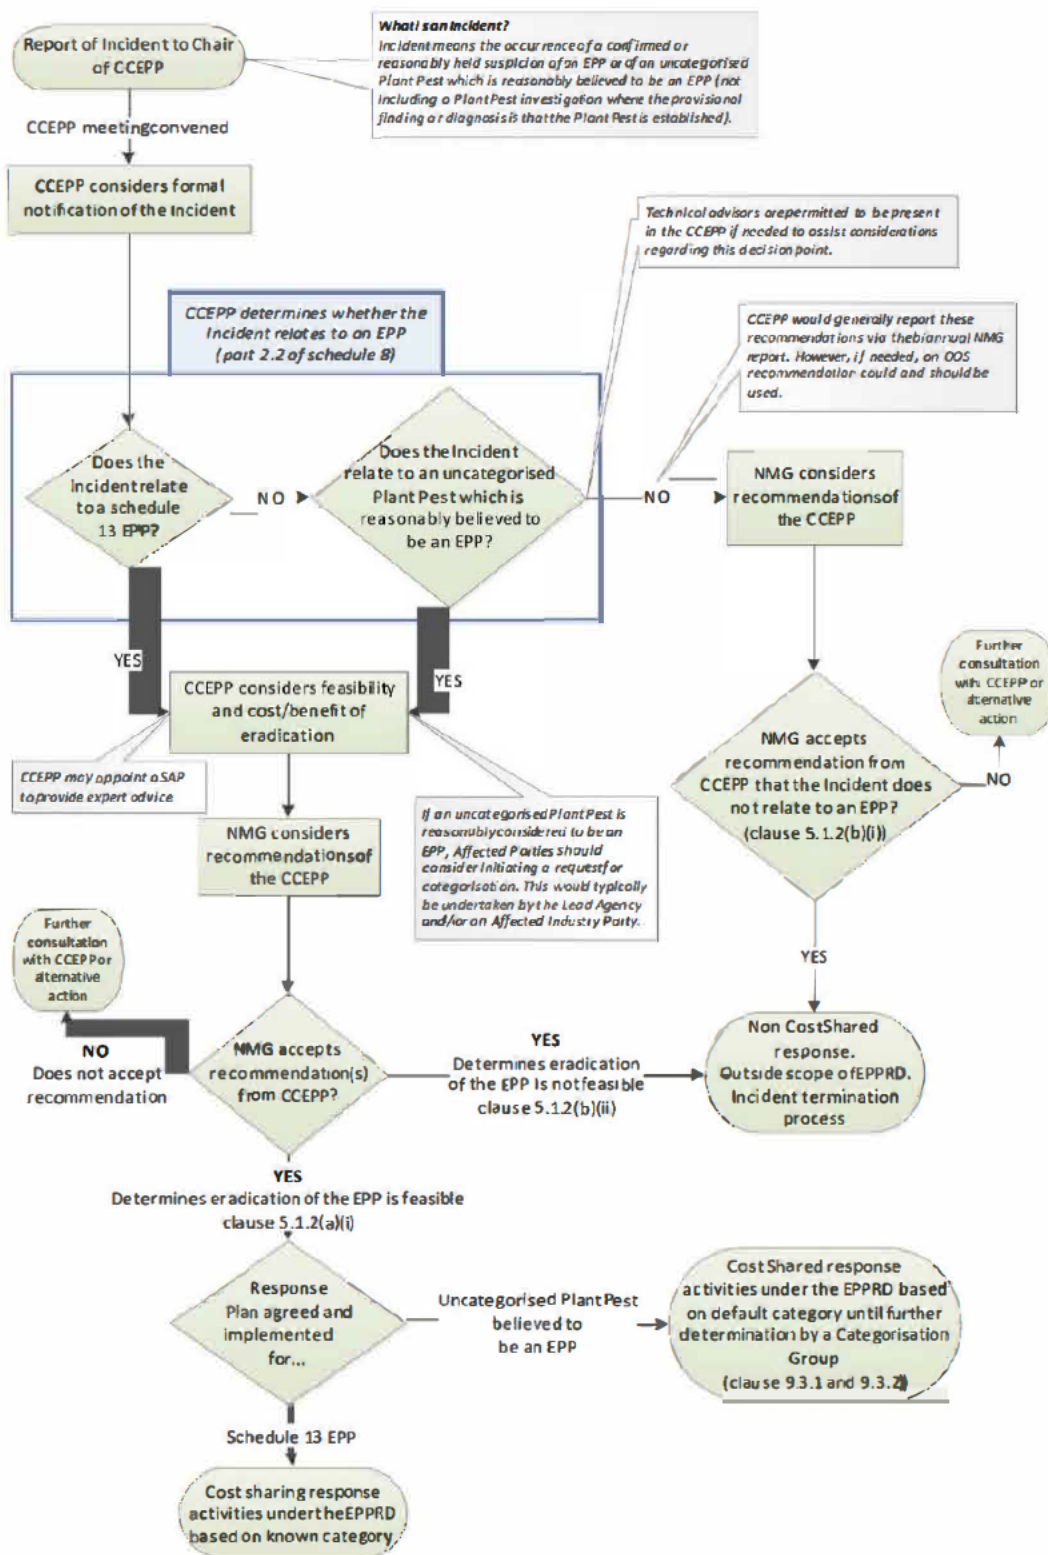 Report of Incident to Chair
of CCEPP
What is an Incident?
Incident means the occurrence of a confirmed or
reasonably held suspicion of an EPP or of an uncategorised
Plant Pest which is reasonably believed to be an EPP (not
including a Plant Pest investigation where the provisional
finding or diagnosis is that the Plant Pest is established).
CCEPP meeting convened
CCEPP considers formal
notification of the Incident
Technical advisors are permitted to be present
in the CCEPP if needed to assist considerations
regarding this decision point.
CCEPP determines whether the
Incident relates to an EPP
(part 2.2 of schedule 8)
CCEPP would generally report these
recommendations via the biannual NMG
report. However, if needed, an OOS
recommendation could and should be
used.
Does the
Incident relate
to a schedule
13 EPP?
NO
Does the Incident
relate to an uncategorised
Plant Pest which is
reasonably believed to
be an EPP?
NO
NMG considers
recommendations of
the CCEPP
YES
YES
CCEPP considers feasibility
and cost/benefit of
eradication
Further
consultation
with CCEPP or
alternative
action
NMG accepts
recommendation from
CCEPP that the Incident does
not relate to an EPP?
(clause 5.1.2(b)(i))
NO
CCEPP may appoint a SAP
to provide expert advice
If an uncategorised Plant Pest is
reasonably considered to be an
EPP, Affected Parties should
consider initiating a request for
categorisation. This would typically
be undertaken by the Lead Agency
and/or an Affected Industry Party.
NMG considers
recommendations of
the CCEPP
YES
Further
consultation
with CCEPP or
alternative
action
NO
Does not accept
recommendation
NMG accepts
recommendation(s)
from CCEPP?
YES
Determines eradication
of the EPP is not feasible
clause 5.1.2(b)(ii)
Non Cost Shared
response.
Outside scope of EPPRD.
Incident termination
process
YES
Determines eradication of the EPP is feasible
clause 5.1.2(a)(i)
Response
Plan agreed and
implemented
for...
Uncategorised Plant Pest
believed to
be an EPP
Cost Shared response
activities under the EPPRD based
on default category until further
determination by a Categorisation
Group
(clause 9.3.1 and 9.3.2)
Schedule 13 EPP
Cost sharing response
activities under the EPPRD
based on known category